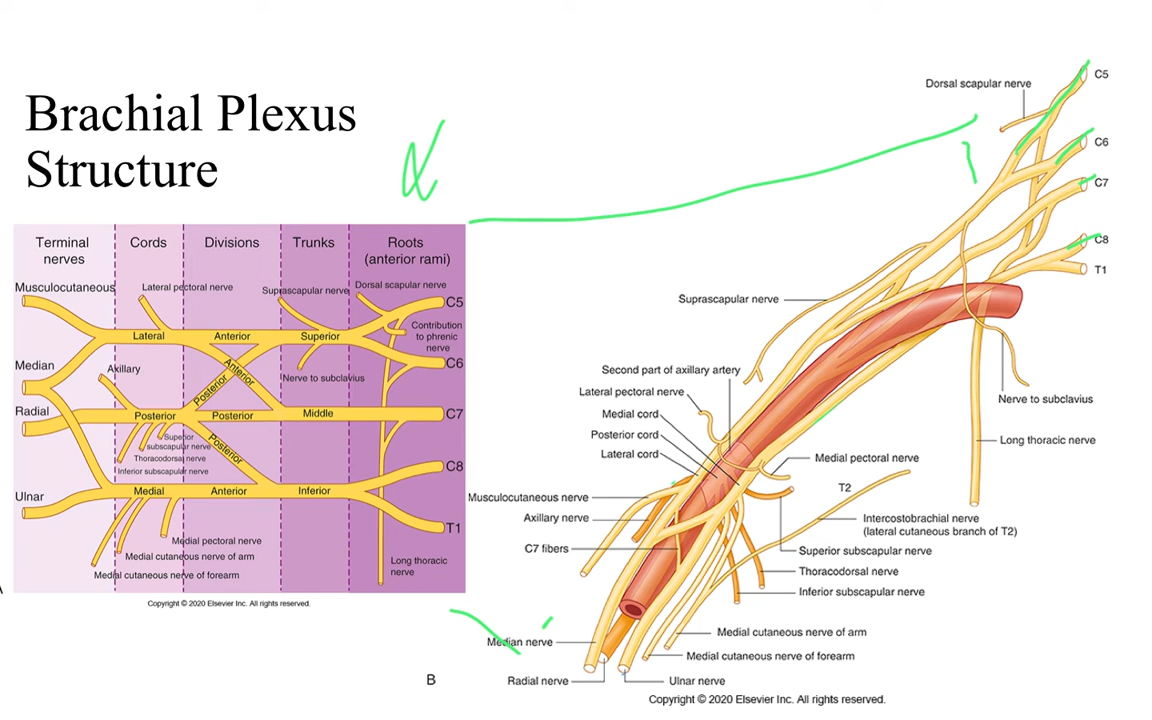 Brachial Plexus
Structure
Terminal
nerves
Cords
Divisions
Trunks
Roots
(anterior rami)
Musculocutaneous
Lateral pectoral nerve
Suprascapular nerve
Dorsal scapular nerve
C5
Contribution
to phrenic
nerve
Lateral
Anterior
Superior
Median
Axillary
Anterior
Posterior
Nerve to subclavius
C6
Radial
Posterior
Posterior
Middle
C7
Superior
subscapular nerve
Thoracodorsal nerve
Inferior subscapular nerve
Posterior
C8
Ulnar
Medial
Anterior
Inferior
T1
Medial pectoral nerve
Medial cutaneous nerve of arm
Medial cutaneous nerve of forearm
Long thoracic
nerve
Copyright © 2020 Elsevier Inc. All rights reserved.
Dorsal scapular nerve
C5
C6
C7
C8
T1
Suprascapular nerve
Second part of axillary artery
Lateral pectoral nerve
Medial cord
Posterior cord
Lateral cord
Nerve to subclavius
Long thoracic nerve
Medial pectoral nerve
Musculocutaneous nerve
T2
Axillary nerve
Intercostobrachial nerve
(lateral cutaneous branch of T2)
C7 fibers
Superior subscapular nerve
Thoracodorsal nerve
Inferior subscapular nerve
Median nerve
Medial cutaneous nerve of arm
Medial cutaneous nerve of forearm
B
Radial nerve
Ulnar nerve
Copyright © 2020 Elsevier Inc. All rights reserved.